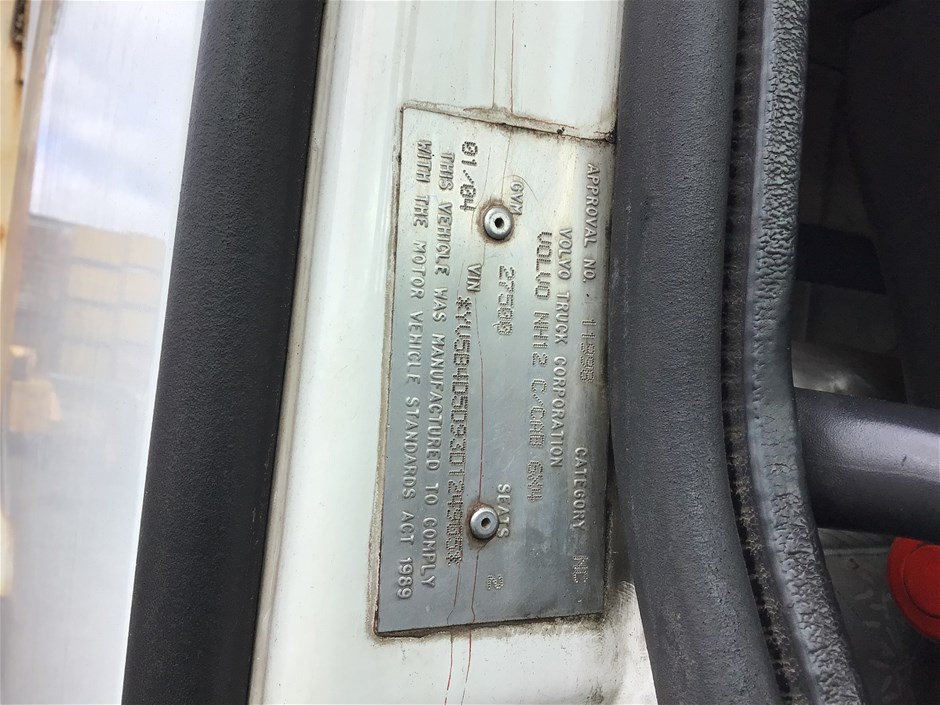 APPROVAL NO. CATEGORY NC
VOLVO TRUCK CORPORATION
VOLVO NH12 6X4
GVM 27500 SEATS 2
01/04 VIN
THIS VEHICLE WAS MANUFACTURED TO COMPLY
WITH THE MOTOR VEHICLE STANDARDS ACT 1989